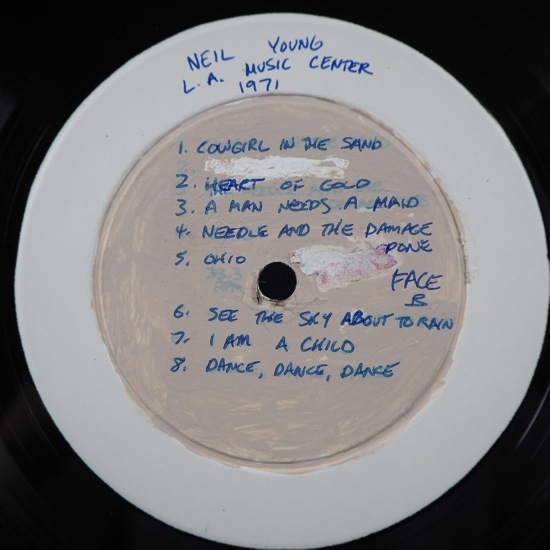 NEIL YOUNG
L.A. MUSIC CENTER
1971
1. COWGIRL IN THE SAND
2. HEART OF GOLD
3. A MAN NEEDS A MAID
4. NEEDLE AND THE DAMAGE
DONE
5. OHIO
FACE
B
6. SEE THE SKY ABOUT TO RAIN
7. I AM A CHILD
8. DANCE, DANCE, DANCE